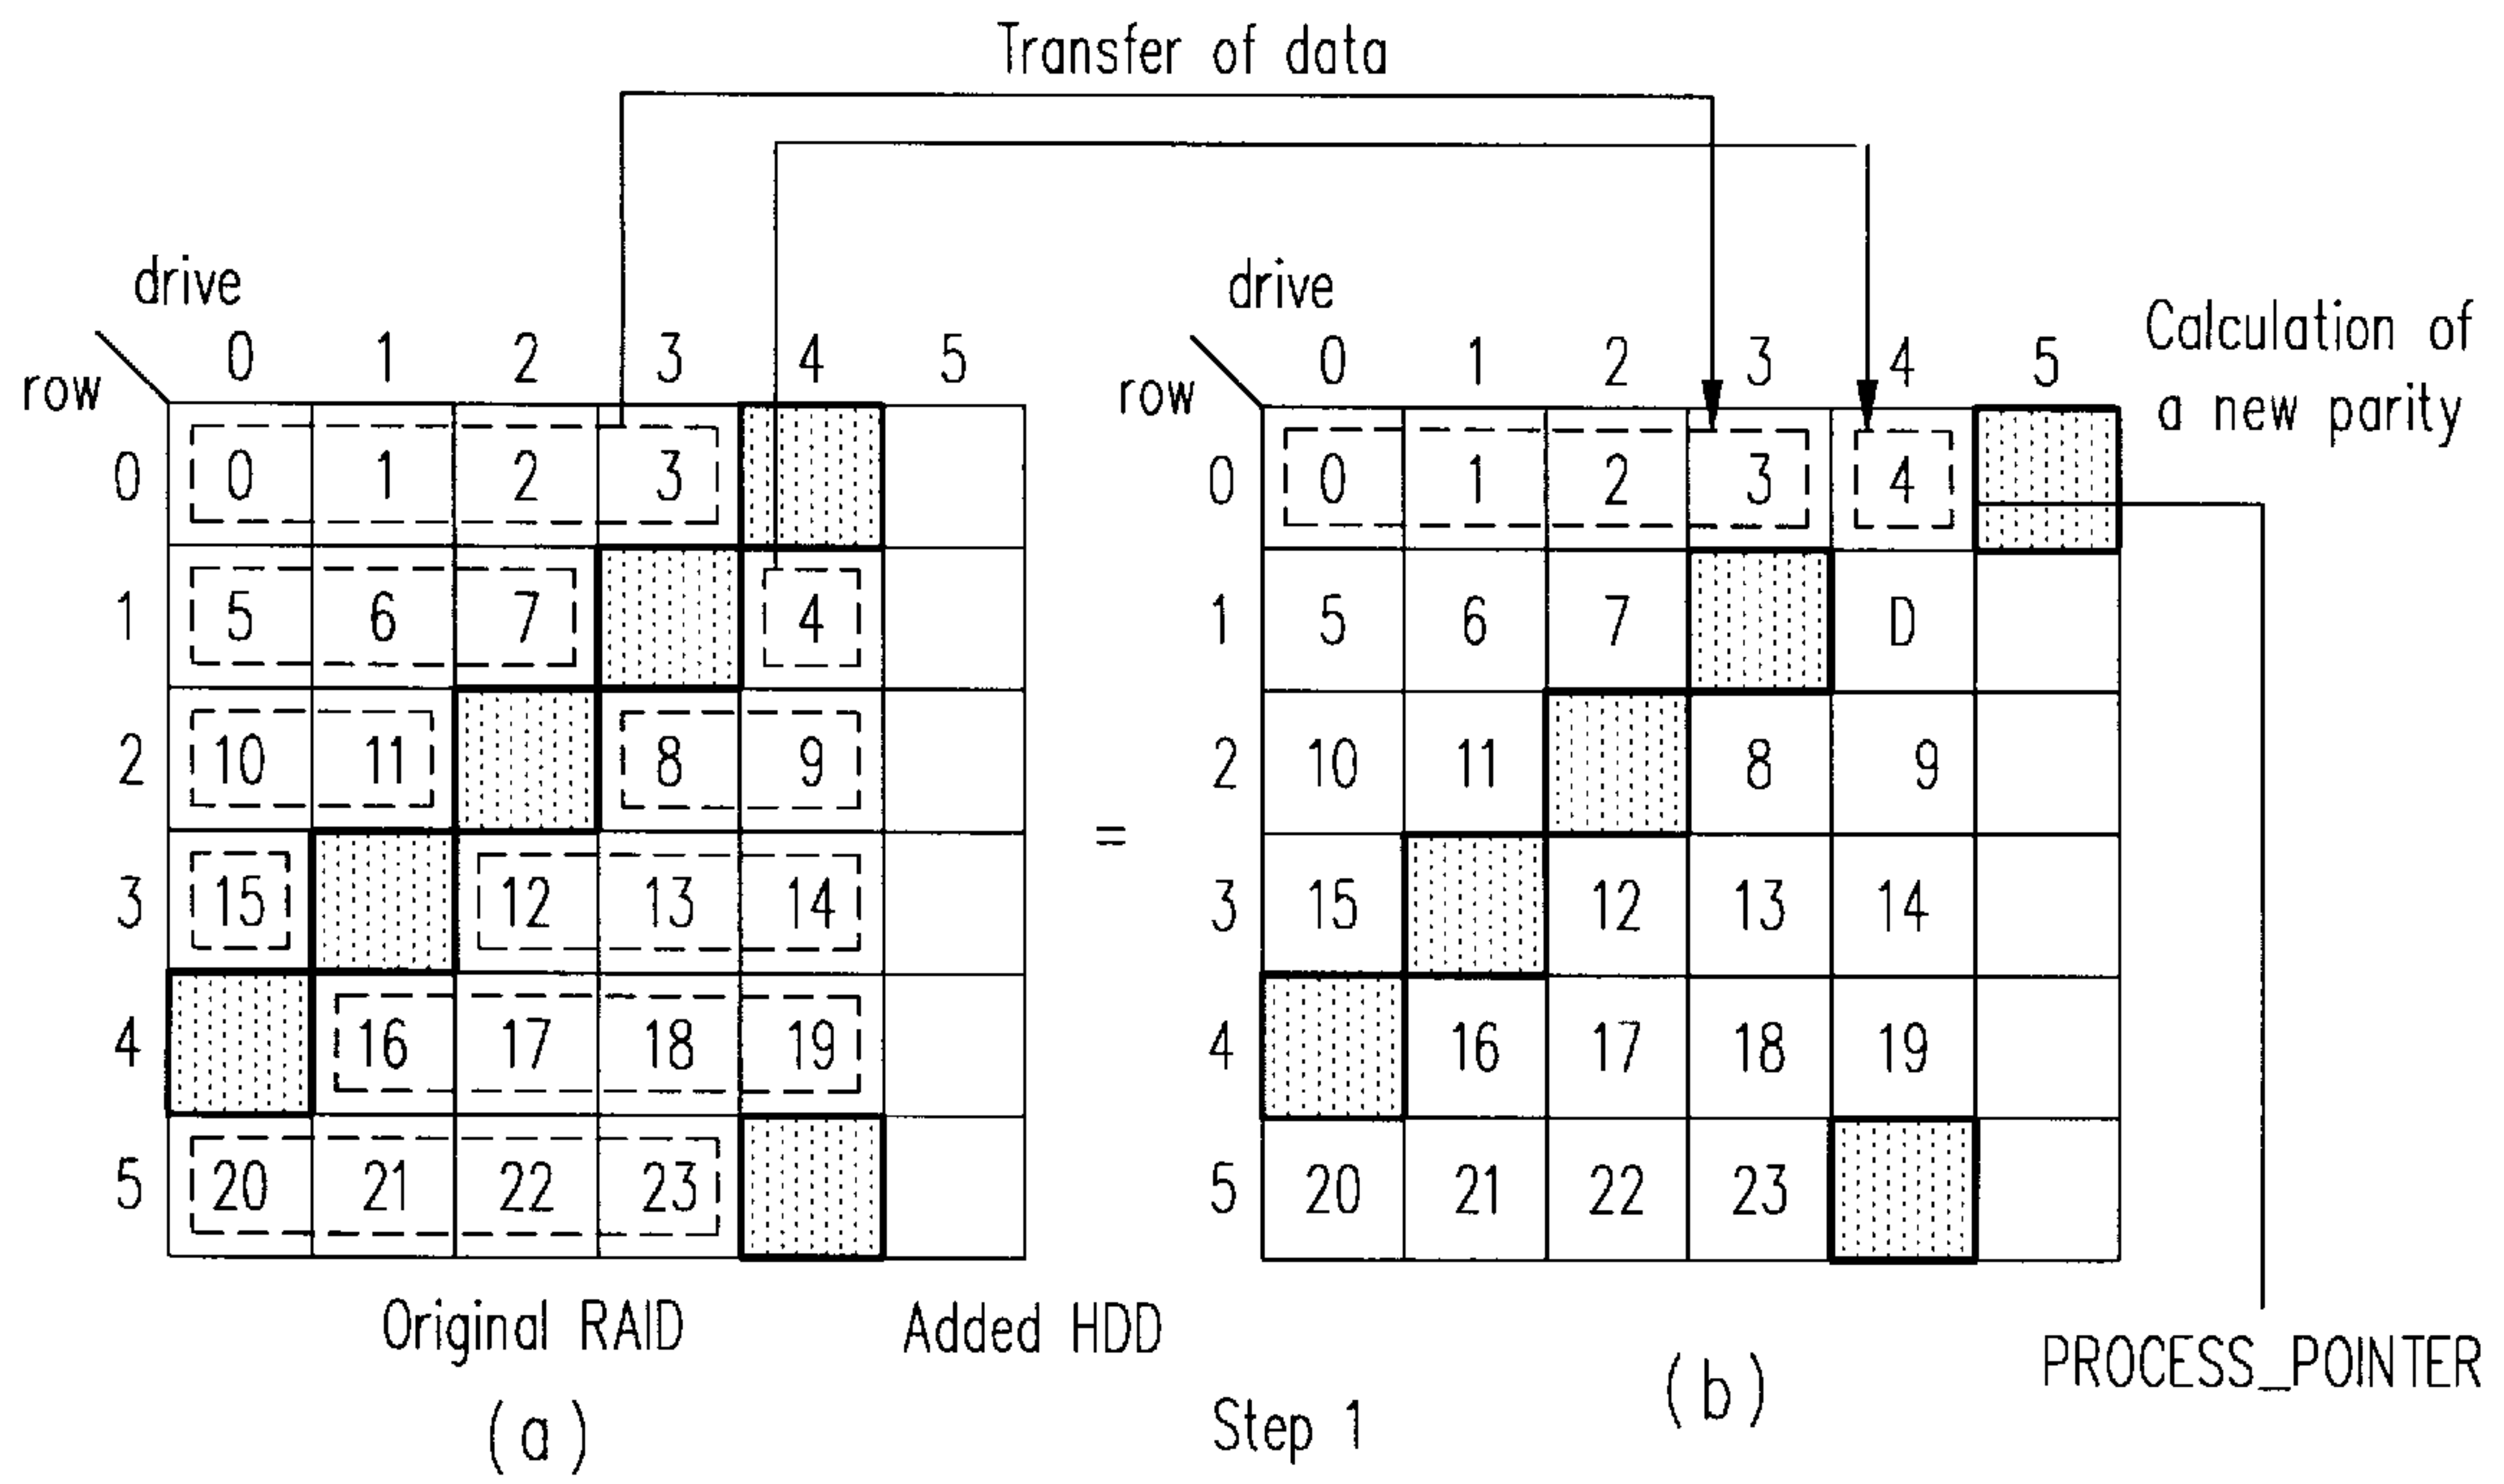 Transfer of data
drive
0 1 2 3 4 5
row
0 0 1 2 3
1 5 6 7 4
2 10 11 8 9
3 15 12 13 14
4 16 17 18 19
5 20 21 22 23
Original RAID
Added HDD
(a)
=
drive
0 1 2 3 4 5
row
0 0 1 2 3 4
1 5 6 7 D
2 10 11 8 9
3 15 12 13 14
4 16 17 18 19
5 20 21 22 23
Calculation of
a new parity
PROCESS_POINTER
(b)
Step 1